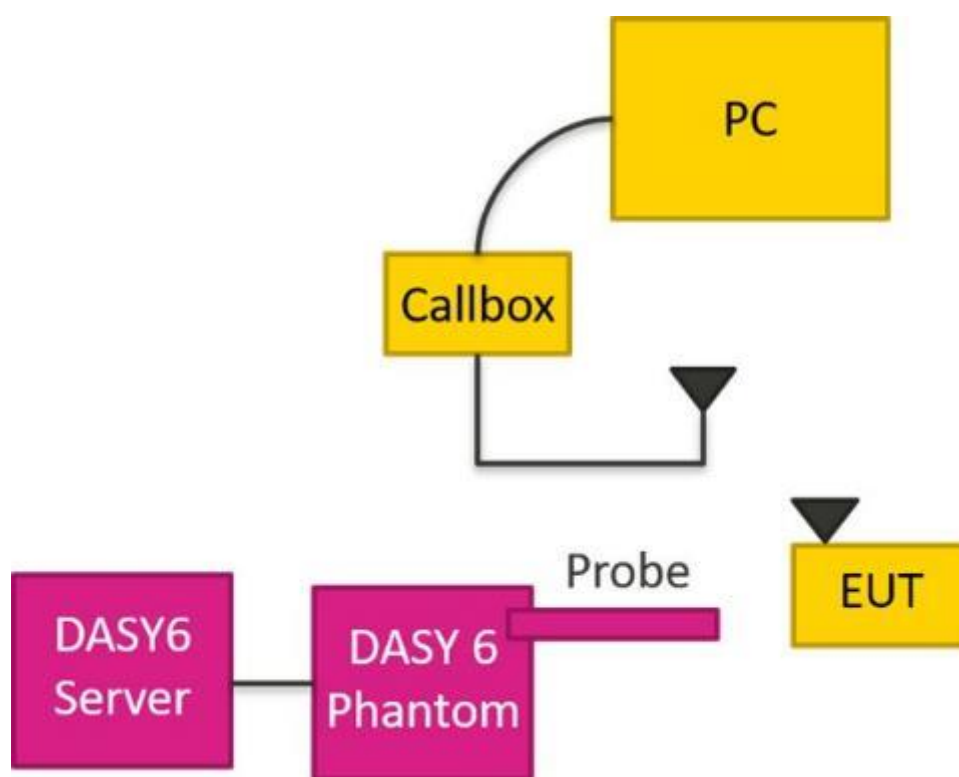 PC
Callbox
Probe
EUT
DASY6
Server
DASY 6
Phantom